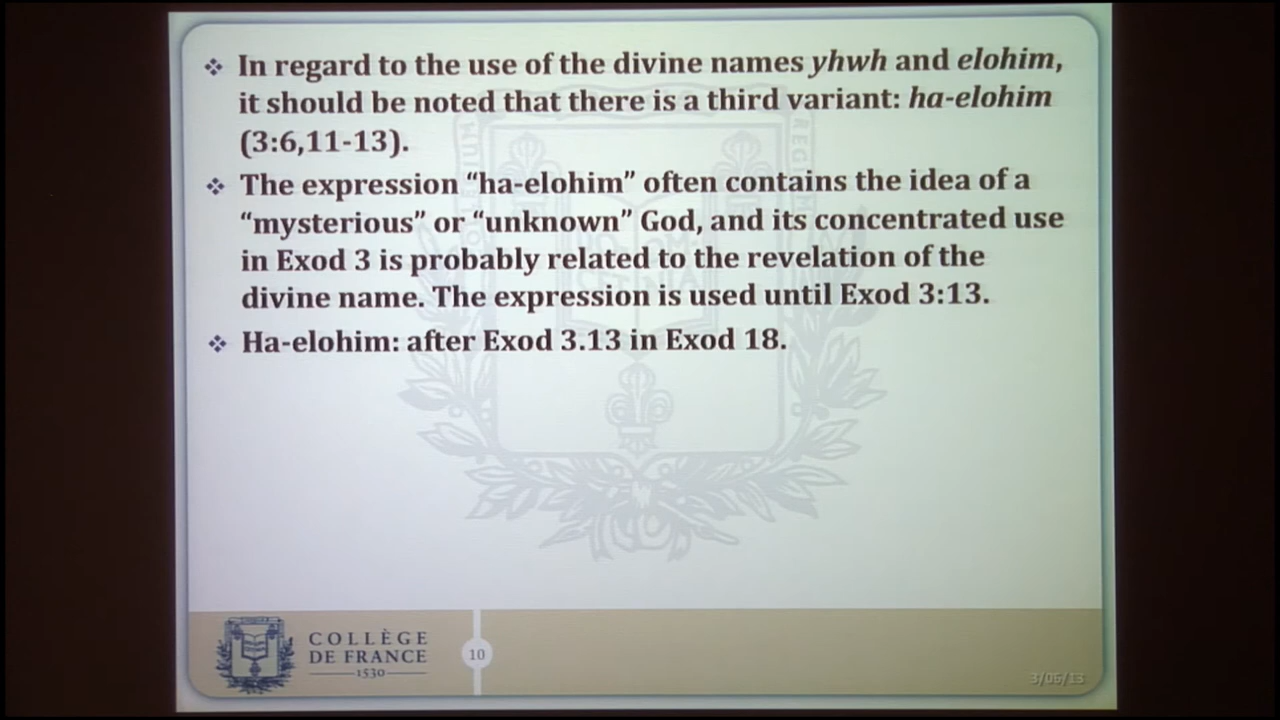 In regard to the use of the divine names yhwh and elohim,
it should be noted that there is a third variant: ha-elohim
(3:6,11-13).
The expression “ha-elohim” often contains the idea of a
“mysterious” or “unknown” God, and its concentrated use
in Exod 3 is probably related to the revelation of the
divine name. The expression is used until Exod 3:13.
Ha-elohim: after Exod 3.13 in Exod 18.
COLLÈGE
DE FRANCE
1530
10
3/06/13